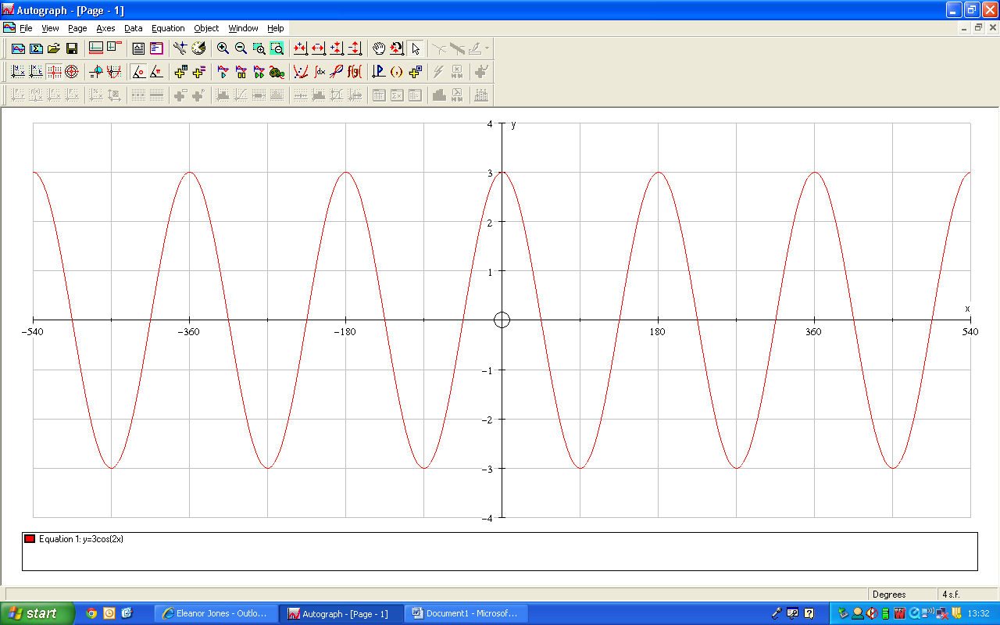 Autograph - [Page - 1]
File View Page Axes Data Equation Object Window Help
4 y
3
2
1
x
-540 -360 -180 180 360 540
-1
-2
-3
-4
Equation 1: y=3cos(2x)
Degrees 4 s.f.
start Eleanor Jones - Outlo... Autograph - [Page - 1] Document1 - Microsof... 13:32